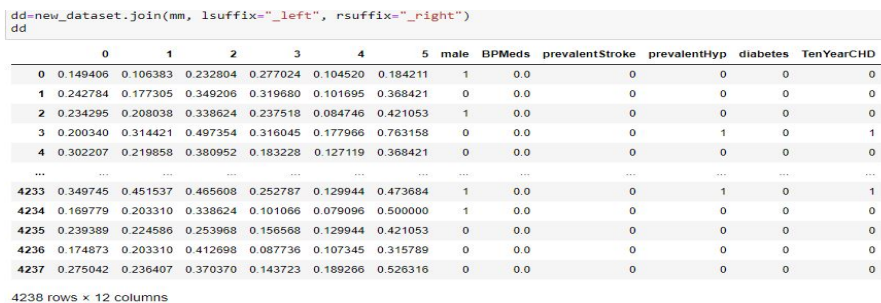 dd=new_dataset.join(mm, lsuffix="_left", rsuffix="_right")
dd
0 1 2 3 4 5 male BPMeds prevalentStroke prevalentHyp diabetes TenYearCHD
0 0.149406 0.106383 0.232804 0.277024 0.104520 0.184211 1 0.0 0 0 0 0
1 0.242784 0.177305 0.349206 0.319680 0.101695 0.368421 0 0.0 0 0 0 0
2 0.234295 0.208038 0.338624 0.237518 0.084746 0.421053 1 0.0 0 0 0 0
3 0.200340 0.314421 0.497354 0.316045 0.177966 0.763158 0 0.0 0 1 0 1
4 0.302207 0.219858 0.380952 0.183228 0.127119 0.368421 0 0.0 0 0 0 0
... ... ... ... ... ... ... ... ... ... ... ... ...
4233 0.349745 0.451537 0.465608 0.252787 0.129944 0.473684 1 0.0 0 1 0 1
4234 0.169779 0.203310 0.338624 0.101066 0.079096 0.500000 1 0.0 0 0 0 0
4235 0.239389 0.224586 0.253968 0.156568 0.129944 0.421053 0 0.0 0 0 0 0
4236 0.174873 0.203310 0.412698 0.087736 0.107345 0.315789 0 0.0 0 0 0 0
4237 0.275042 0.236407 0.370370 0.143723 0.189266 0.526316 0 0.0 0 0 0 0
4238 rows × 12 columns